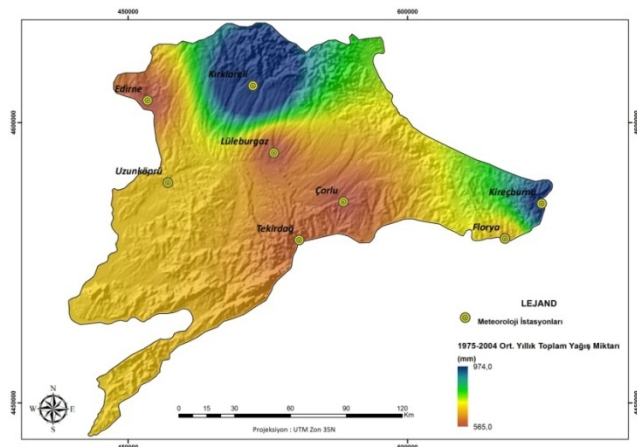 450000 600000
Kırklareli
Edirne
4600000 4600000
Lüleburgaz
Uzunköprü
Çorlu
Kireçburnu
Tekirdağ
Florya
LEJAND
Meteoroloji İstasyonları
1975-2004 Ort. Yıllık Toplam Yağış Miktarı
(mm)
974,0
565,0
N
W E
S
0 15 30 60 90 120
Km
Projeksiyon : UTM Zon 35N
4450000 4450000
450000 600000